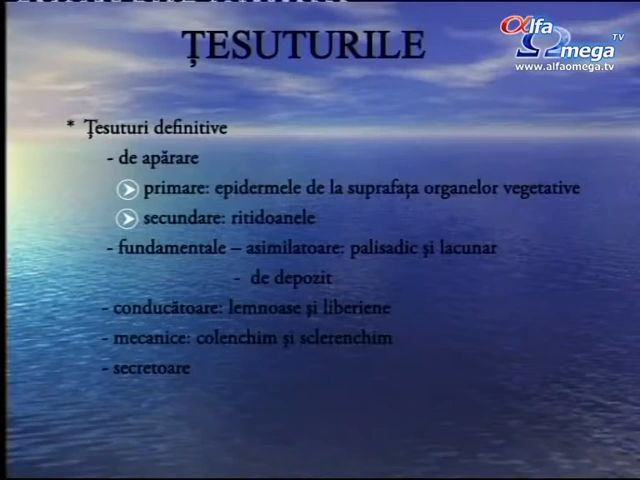 alfa
Omega TV
www.alfaomega.tv
ȚESUTURILE
* Țesuturi definitive
- de apărare
primare: epidermele de la suprafața organelor vegetative
secundare: ritidoanele
- fundamentale – asimilatoare: palisadic și lacunar
- de depozit
- conducătoare: lemnoase și liberiene
- mecanice: colenchim și sclerenchim
- secretoare